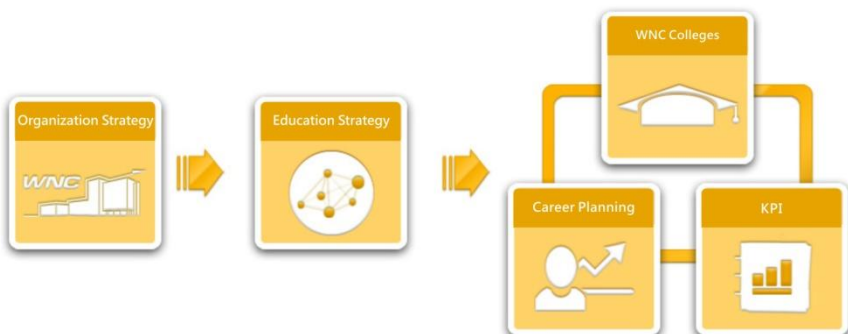 WNC Colleges
Organization Strategy
Education Strategy
WNC
Career Planning
KPI